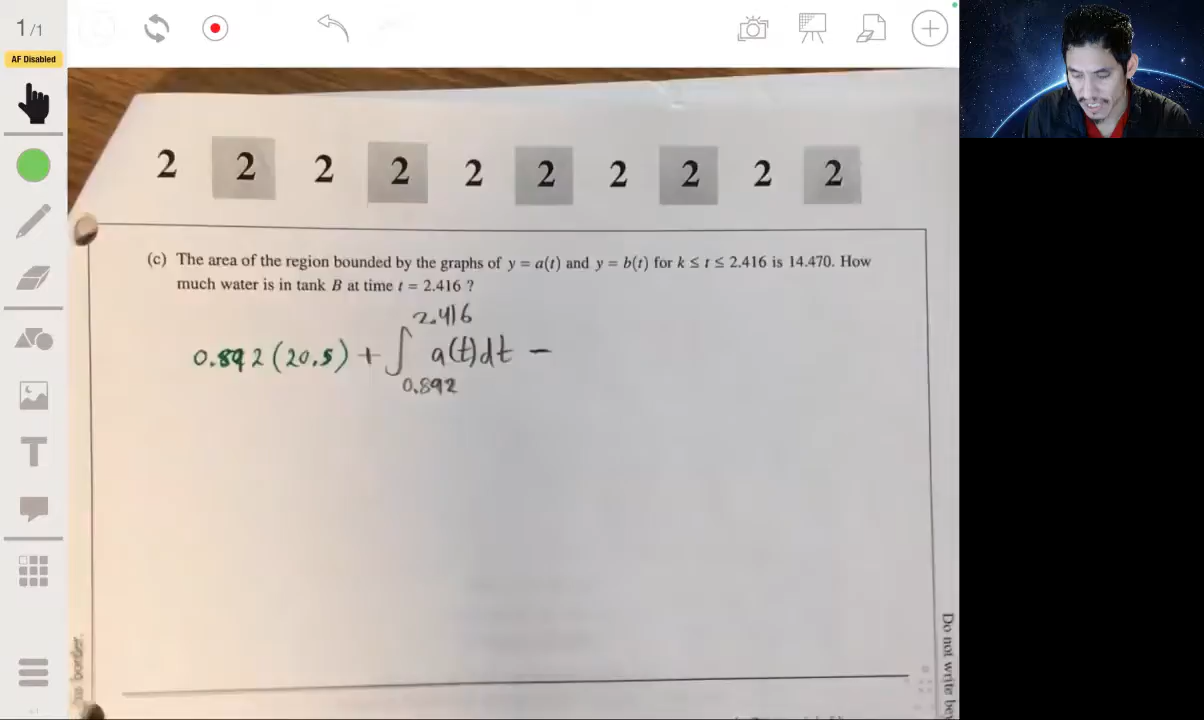 1/1
AF Disabled
2 2 2 2 2 2 2 2 2 2
(c) The area of the region bounded by the graphs of y = a(t) and y = b(t) for k ≤ t ≤ 2.416 is 14.470. How
much water is in tank B at time t = 2.416 ?
2.416
0.892(20.5) + ∫ a(t)dt −
0.892
T
border.
Do not write bey